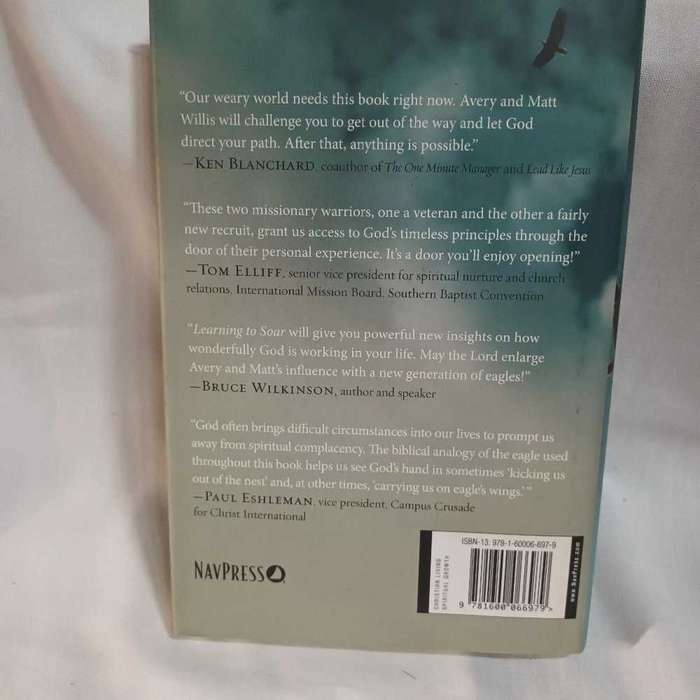 “Our weary world needs this book right now. Avery and Matt
Willis will challenge you to get out of the way and let God
direct your path. After that, anything is possible.”
—KEN BLANCHARD, coauthor of The One Minute Manager and Lead Like Jesus
“These two missionary warriors, one a veteran and the other a fairly
new recruit, grant us access to God’s timeless principles through the
door of their personal experience. It’s a door you’ll enjoy opening!”
—TOM ELLIFF, senior vice president for spiritual nurture and church
relations, International Mission Board, Southern Baptist Convention
“Learning to Soar will give you powerful new insights on how
wonderfully God is working in your life. May the Lord enlarge
Avery and Matt’s influence with a new generation of eagles!”
—BRUCE WILKINSON, author and speaker
“God often brings difficult circumstances into our lives to prompt us
away from spiritual complacency. The biblical analogy of the eagle used
throughout this book helps us see God’s hand in sometimes ‘kicking us
out of the nest’ and, at other times, ‘carrying us on eagle’s wings.’”
—PAUL ESHLEMAN, vice president, Campus Crusade
for Christ International
NAVPRESS
CHRISTIAN LIVING
SPIRITUAL GROWTH
ISBN-13: 978-1-60006-697-9
9 781600 066979 >
www.NavPress.com